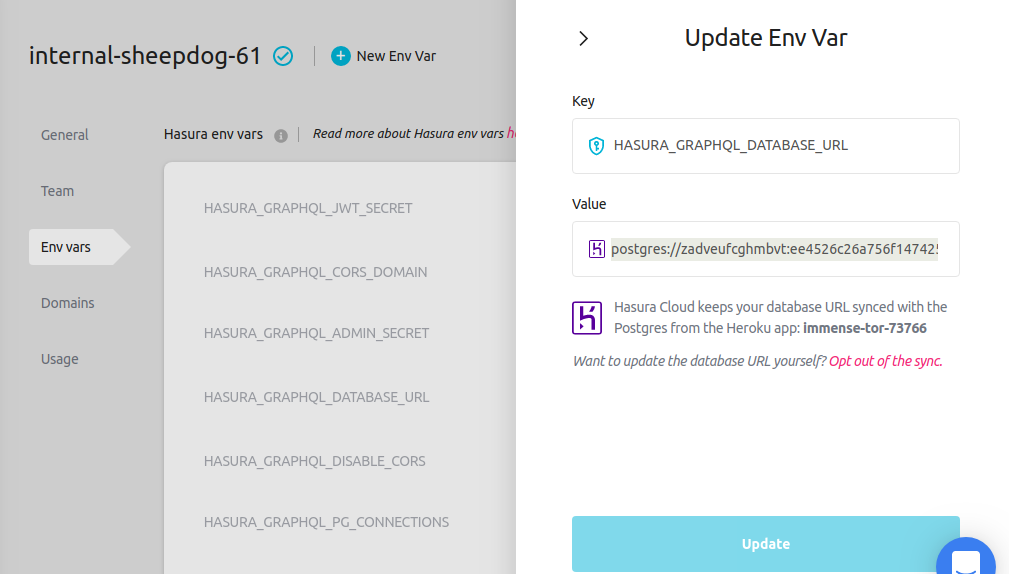 internal-sheepdog-61
New Env Var
General
Team
Env vars
Domains
Usage
Hasura env vars
Read more about Hasura env vars h
HASURA_GRAPHQL_JWT_SECRET
HASURA_GRAPHQL_CORS_DOMAIN
HASURA_GRAPHQL_ADMIN_SECRET
HASURA_GRAPHQL_DATABASE_URL
HASURA_GRAPHQL_DISABLE_CORS
HASURA_GRAPHQL_PG_CONNECTIONS
Update Env Var
Key
HASURA_GRAPHQL_DATABASE_URL
Value
postgres://zadveufcghmbvt:ee4526c26a756f147425
Hasura Cloud keeps your database URL synced with the
Postgres from the Heroku app: immense-tor-73766
Want to update the database URL yourself? Opt out of the sync.
Update